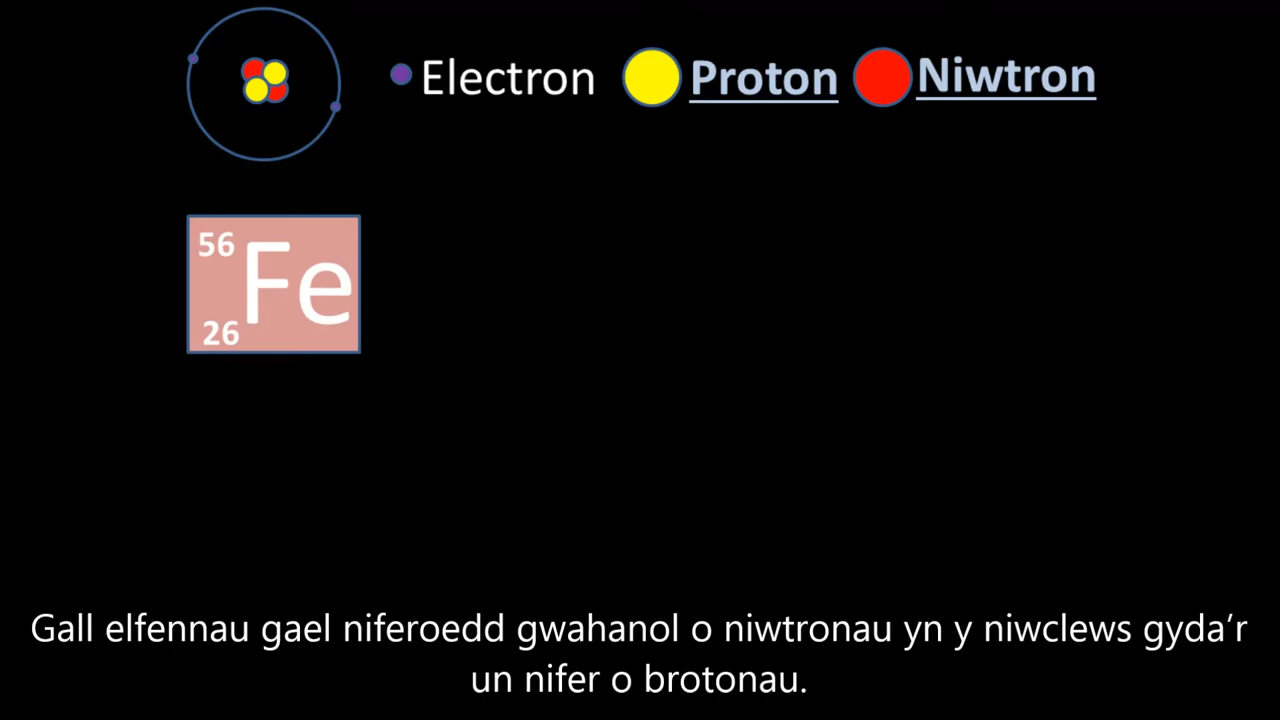 Electron Proton Niwtron
56
Fe
26
Gall elfennau gael niferoedd gwahanol o niwtronau yn y niwclews gyda’r
un nifer o brotonau.